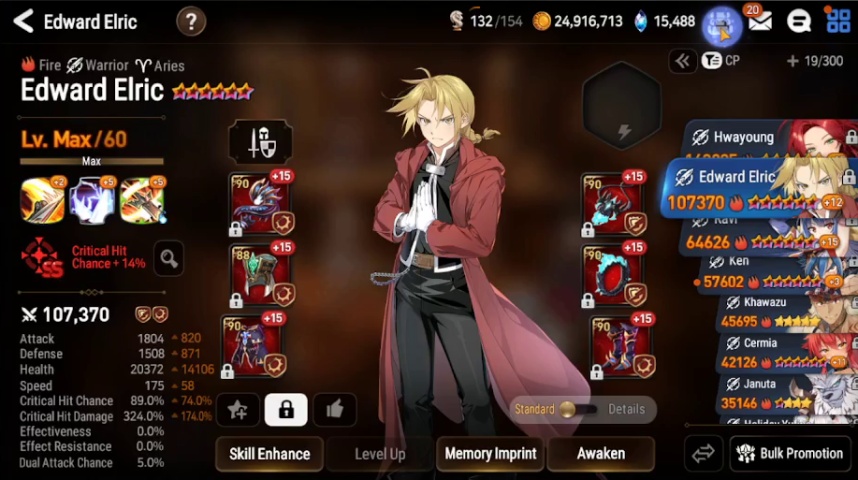 Edward Elric
?
132/154
24,916,713
15,488
20
Fire Warrior Aries
CP
19/300
Edward Elric
Lv. Max/60
Max
+2
+5
+5
SS
Critical Hit
Chance + 14%
107,370
Attack 1804 820
Defense 1508 871
Health 20372 14106
Speed 175 58
Critical Hit Chance 89.0% 74.0%
Critical Hit Damage 324.0% 174.0%
Effectiveness 0.0%
Effect Resistance 0.0%
Dual Attack Chance 5.0%
90 +15
88 +15
90 +15
90 +15
90 +15
90 +15
Standard
Details
Skill Enhance
Level Up
Memory Imprint
Awaken
Hwayoung
Edward Elric
107370
+12
Ravi
64626
+15
Ken
57602
+3
Khawazu
45695
Cermia
42126
+11
Januta
35146
Bulk Promotion